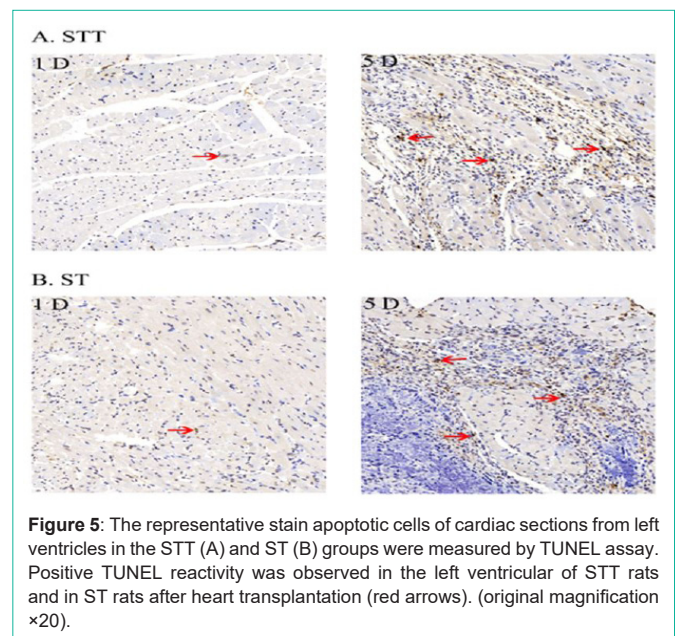 A. STT
1 D
5 D
B. ST
1 D
5 D
Figure 5: The representative stain apoptotic cells of cardiac sections from left
ventricles in the STT (A) and ST (B) groups were measured by TUNEL assay.
Positive TUNEL reactivity was observed in the left ventricular of STT rats
and in ST rats after heart transplantation (red arrows). (original magnification
×20).